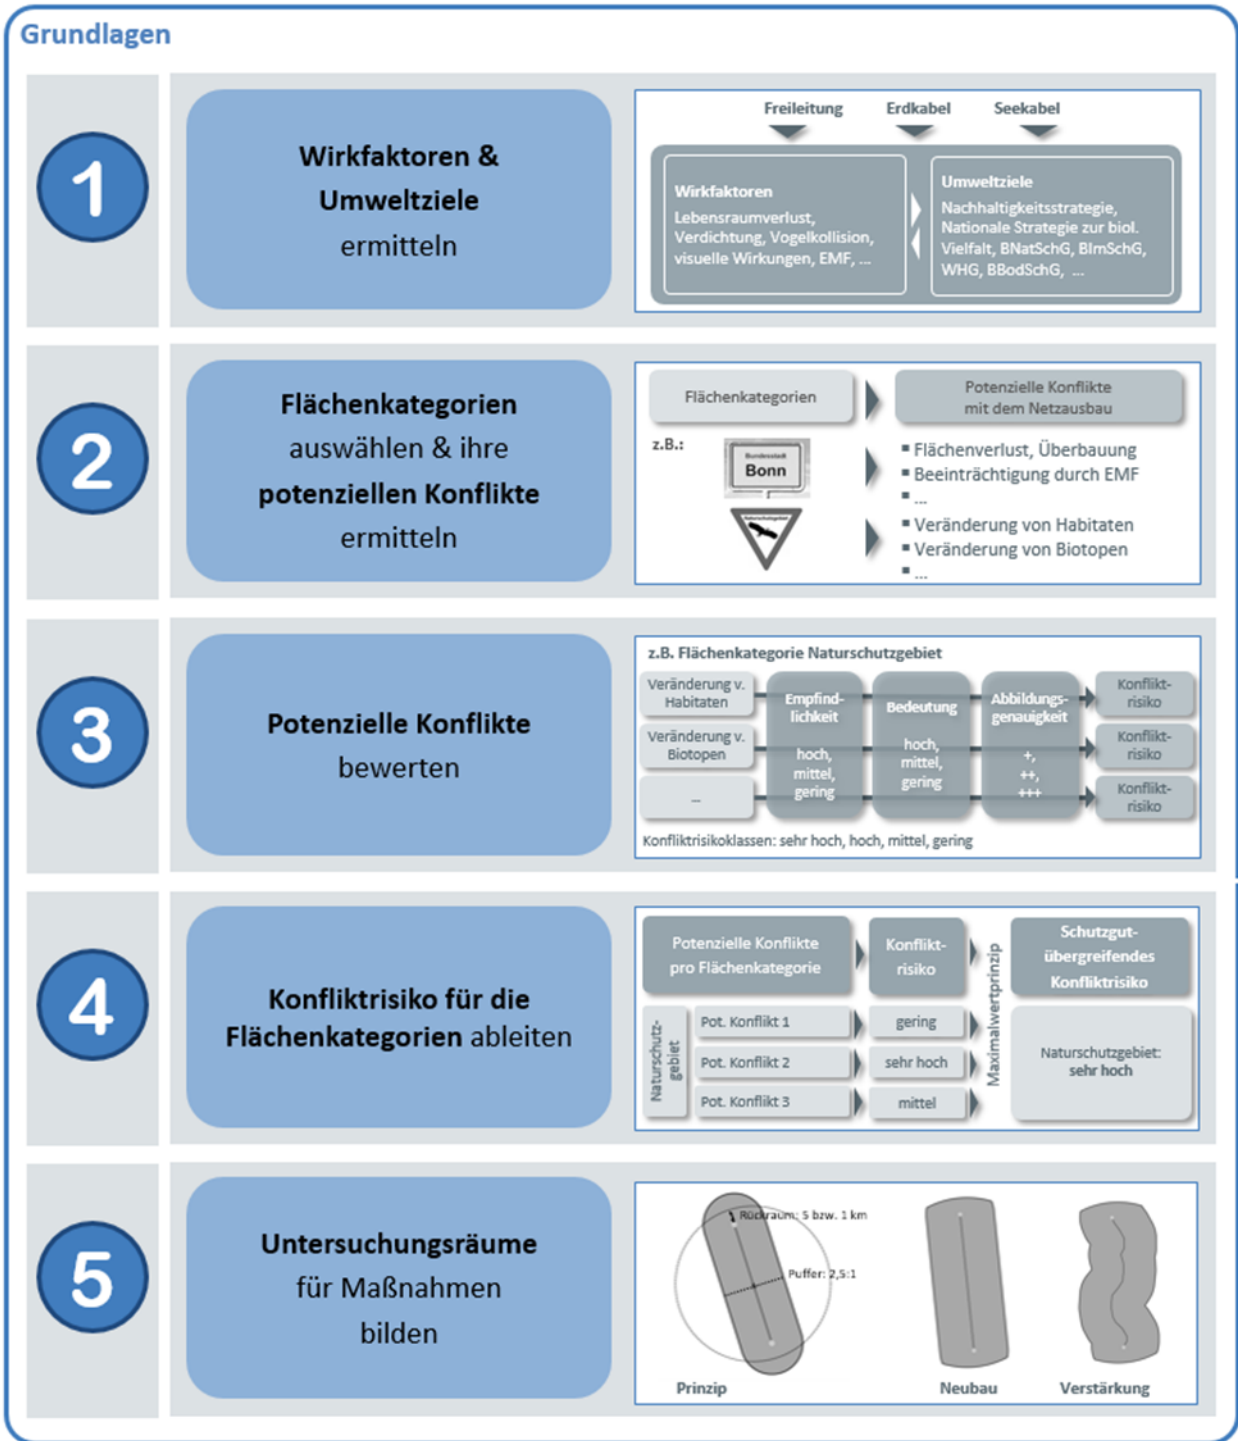 Grundlagen
1
Wirkfaktoren &
Umweltziele
ermitteln
Freileitung
Erdkabel
Seekabel
Wirkfaktoren
Lebensraumverlust,
Verdichtung, Vogelkollision,
visuelle Wirkungen, EMF, ...
Umweltziele
Nachhaltigkeitsstrategie,
Nationale Strategie zur biol.
Vielfalt, BNatSchG, BImSchG,
WHG, BBodSchG, ...
2
Flächenkategorien
auswählen & ihre
potenziellen Konflikte
ermitteln
Flächenkategorien
Potenzielle Konflikte
mit dem Netzausbau
z.B.:
Bundesstadt
Bonn
▪ Flächenverlust, Überbauung
▪ Beeinträchtigung durch EMF
▪ ...
Naturschutzgebiet
▪ Veränderung von Habitaten
▪ Veränderung von Biotopen
▪ ...
3
Potenzielle Konflikte
bewerten
z.B. Flächenkategorie Naturschutzgebiet
Veränderung v.
Habitaten
Veränderung v.
Biotopen
...
Empfind-
lichkeit
hoch,
mittel,
gering
Bedeutung
hoch,
mittel,
gering
Abbildungs-
genauigkeit
+,
++,
+++
Konflikt-
risiko
Konflikt-
risiko
Konflikt-
risiko
Konfliktrisikoklassen: sehr hoch, hoch, mittel, gering
4
Konfliktrisiko für die
Flächenkategorien ableiten
Potenzielle Konflikte
pro Flächenkategorie
Konflikt-
risiko
Maximalwertprinzip
Schutzgut-
übergreifendes
Konfliktrisiko
Naturschutz-
gebiet
Pot. Konflikt 1
gering
Pot. Konflikt 2
sehr hoch
Pot. Konflikt 3
mittel
Naturschutzgebiet:
sehr hoch
5
Untersuchungsräume
für Maßnahmen
bilden
Rückraum: 5 bzw. 1 km
Puffer: 2,5:1
Prinzip
Neubau
Verstärkung